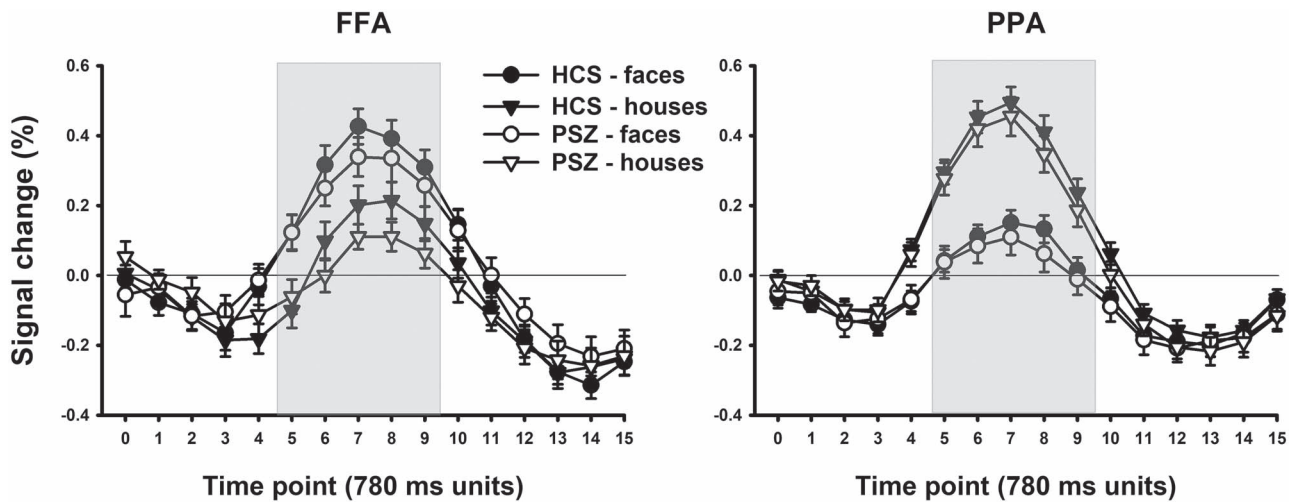 FFA
PPA
Signal change (%)
0.6
0.4
0.2
0.0
-0.2
-0.4
0 1 2 3 4 5 6 7 8 9 10 11 12 13 14 15
Time point (780 ms units)
HCS - faces
HCS - houses
PSZ - faces
PSZ - houses
0.6
0.4
0.2
0.0
-0.2
-0.4
0 1 2 3 4 5 6 7 8 9 10 11 12 13 14 15
Time point (780 ms units)